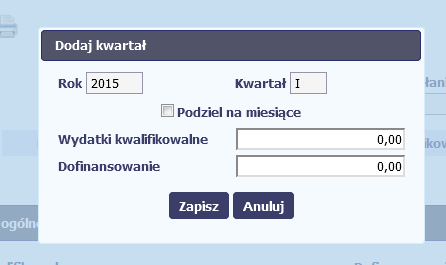 Dodaj kwartał
Rok 2015 Kwartał I
Podziel na miesiące
Wydatki kwalifikowalne 0,00
Dofinansowanie 0,00
Zapisz Anuluj